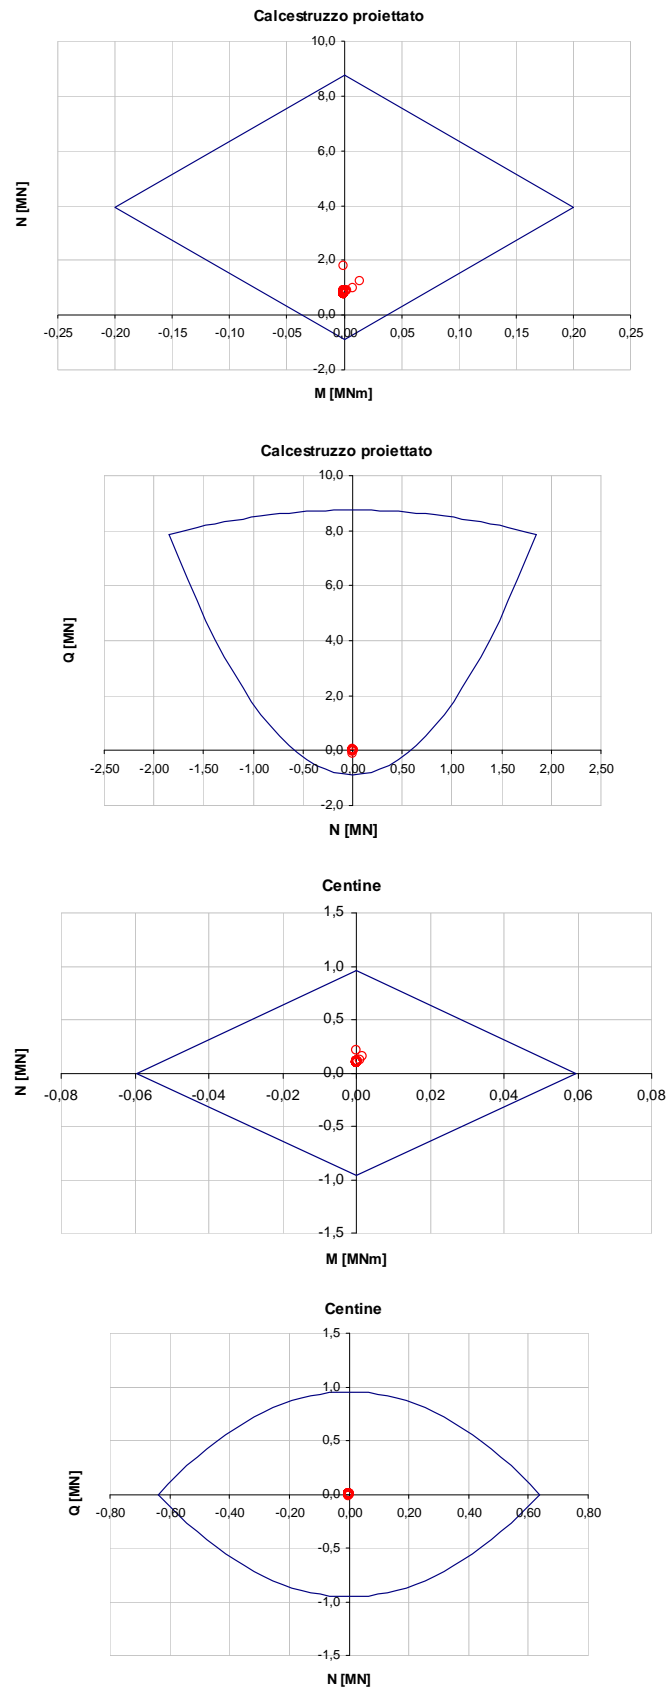 Calcestruzzo proiettato
10,0
8,0
6,0
4,0
2,0
0,0
-2,0
-0,25 -0,20 -0,15 -0,10 -0,05 0,00 0,05 0,10 0,15 0,20 0,25
N [MN]
M [MNm]
Calcestruzzo proiettato
10,0
8,0
6,0
4,0
2,0
0,0
-2,0
-2,50 -2,00 -1,50 -1,00 -0,50 0,00 0,50 1,00 1,50 2,00 2,50
Q [MN]
N [MN]
Centine
1,5
1,0
0,5
0,0
-0,5
-1,0
-1,5
-0,08 -0,06 -0,04 -0,02 0,00 0,02 0,04 0,06 0,08
N [MN]
M [MNm]
Centine
1,5
1,0
0,5
0,0
-0,5
-1,0
-1,5
-0,80 -0,60 -0,40 -0,20 0,00 0,20 0,40 0,60 0,80
Q [MN]
N [MN]